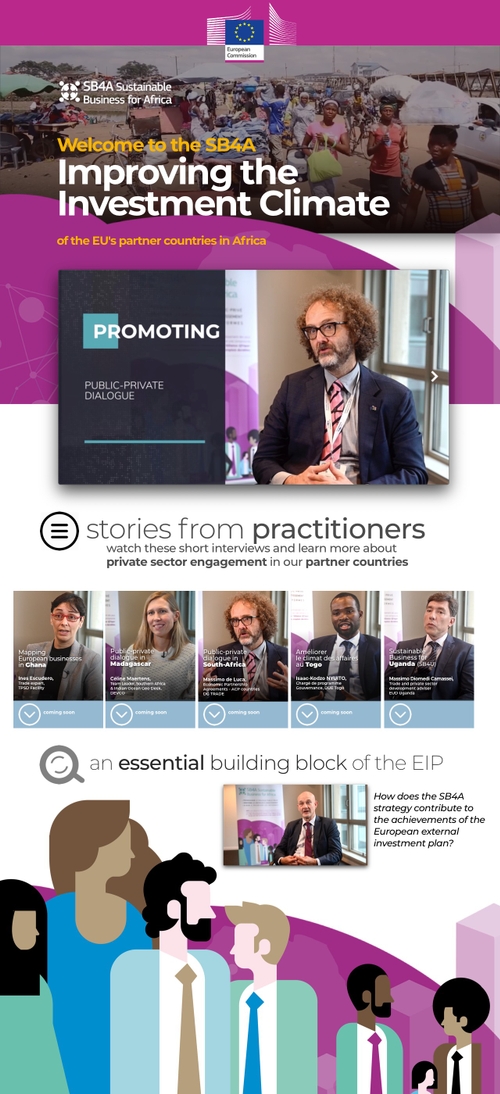 European
Commission
SB4A Sustainable
Business for Africa
Welcome to the SB4A
Improving the
Investment Climate
of the EU's partner countries in Africa
PROMOTING
PUBLIC-PRIVATE
DIALOGUE
stories from practitioners
watch these short interviews and learn more about
private sector engagement in our partner countries
Mapping
European businesses
in Ghana
Ines Escudero,
Trade expert,
TPSD Facility
coming soon
Public-private
dialogue in
Madagascar
Céline Maertens,
Team Leader, Southern Africa
& Indian Ocean Geo Desk,
DEVCO
coming soon
Public-private
dialogue in
South-Africa
Massimo de Luca,
Economic Partnership
Agreements - ACP countries
DG TRADE
coming soon
Améliorer
le climat des affaires
au Togo
Isaac-Kodzo NYUITO,
Chargé de programme
Gouvernance, DUE Togo
coming soon
Sustainable
Business for
Uganda (SB4U)
Massimo Diomedi Camassei,
Trade and private sector
development adviser
EUD Uganda
an essential building block of the EIP
How does the SB4A
strategy contribute to
the achievements of the
European external
investment plan?